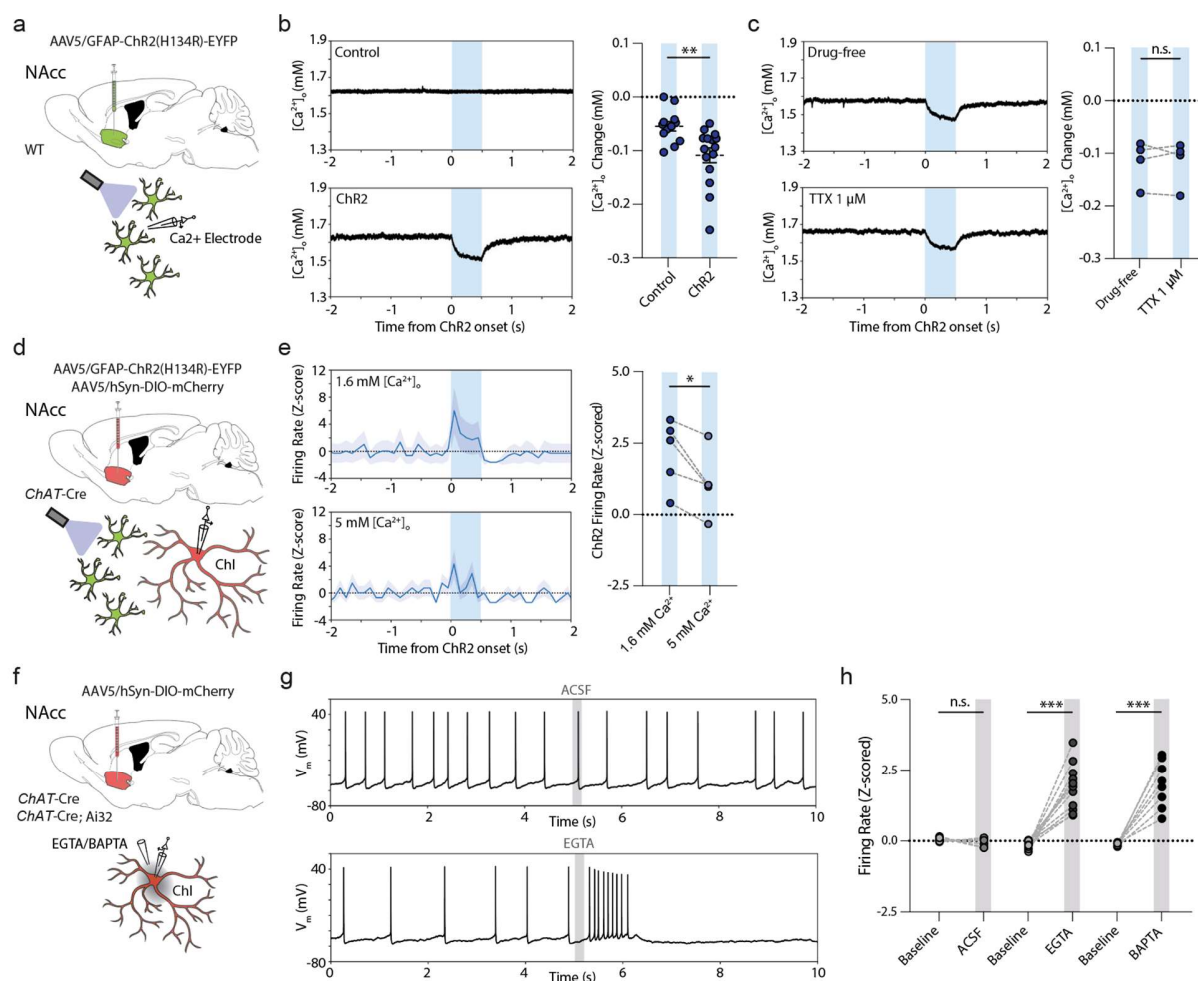 a
AAV5/GFAP-ChR2(H134R)-EYFP
NAcc
WT
Ca2+ Electrode
b
Control
[Ca²⁺]ₒ (mM)
1.9
1.7
1.5
1.3
-2 -1 0 1 2
ChR2
[Ca²⁺]ₒ (mM)
1.9
1.7
1.5
1.3
-2 -1 0 1 2
Time from ChR2 onset (s)
**
[Ca²⁺]ₒ Change (mM)
0.1
0.0
-0.1
-0.2
-0.3
Control
ChR2
c
Drug-free
[Ca²⁺]ₒ (mM)
1.9
1.7
1.5
1.3
-2 -1 0 1 2
TTX 1 μM
[Ca²⁺]ₒ (mM)
1.9
1.7
1.5
1.3
-2 -1 0 1 2
Time from ChR2 onset (s)
n.s.
[Ca²⁺]ₒ Change (mM)
0.1
0.0
-0.1
-0.2
-0.3
Drug-free
TTX 1 μM
d
AAV5/GFAP-ChR2(H134R)-EYFP
AAV5/hSyn-DIO-mCherry
NAcc
ChAT-Cre
ChI
e
1.6 mM [Ca²⁺]ₒ
Firing Rate (Z-score)
12
8
4
0
-4
-2 -1 0 1 2
5 mM [Ca²⁺]ₒ
Firing Rate (Z-score)
12
8
4
0
-4
-2 -1 0 1 2
Time from ChR2 onset (s)
*
ChR2 Firing Rate (Z-scored)
5.0
2.5
0.0
-2.5
1.6 mM Ca²⁺
5 mM Ca²⁺
f
AAV5/hSyn-DIO-mCherry
NAcc
ChAT-Cre
ChAT-Cre; Ai32
EGTA/BAPTA
ChI
g
ACSF
Vₘ (mV)
40
-80
0 2 4 6 8 10
Time (s)
EGTA
Vₘ (mV)
40
-80
0 2 4 6 8 10
Time (s)
h
n.s. *** ***
Firing Rate (Z-scored)
5.0
2.5
0.0
-2.5
Baseline
ACSF
Baseline
EGTA
Baseline
BAPTA